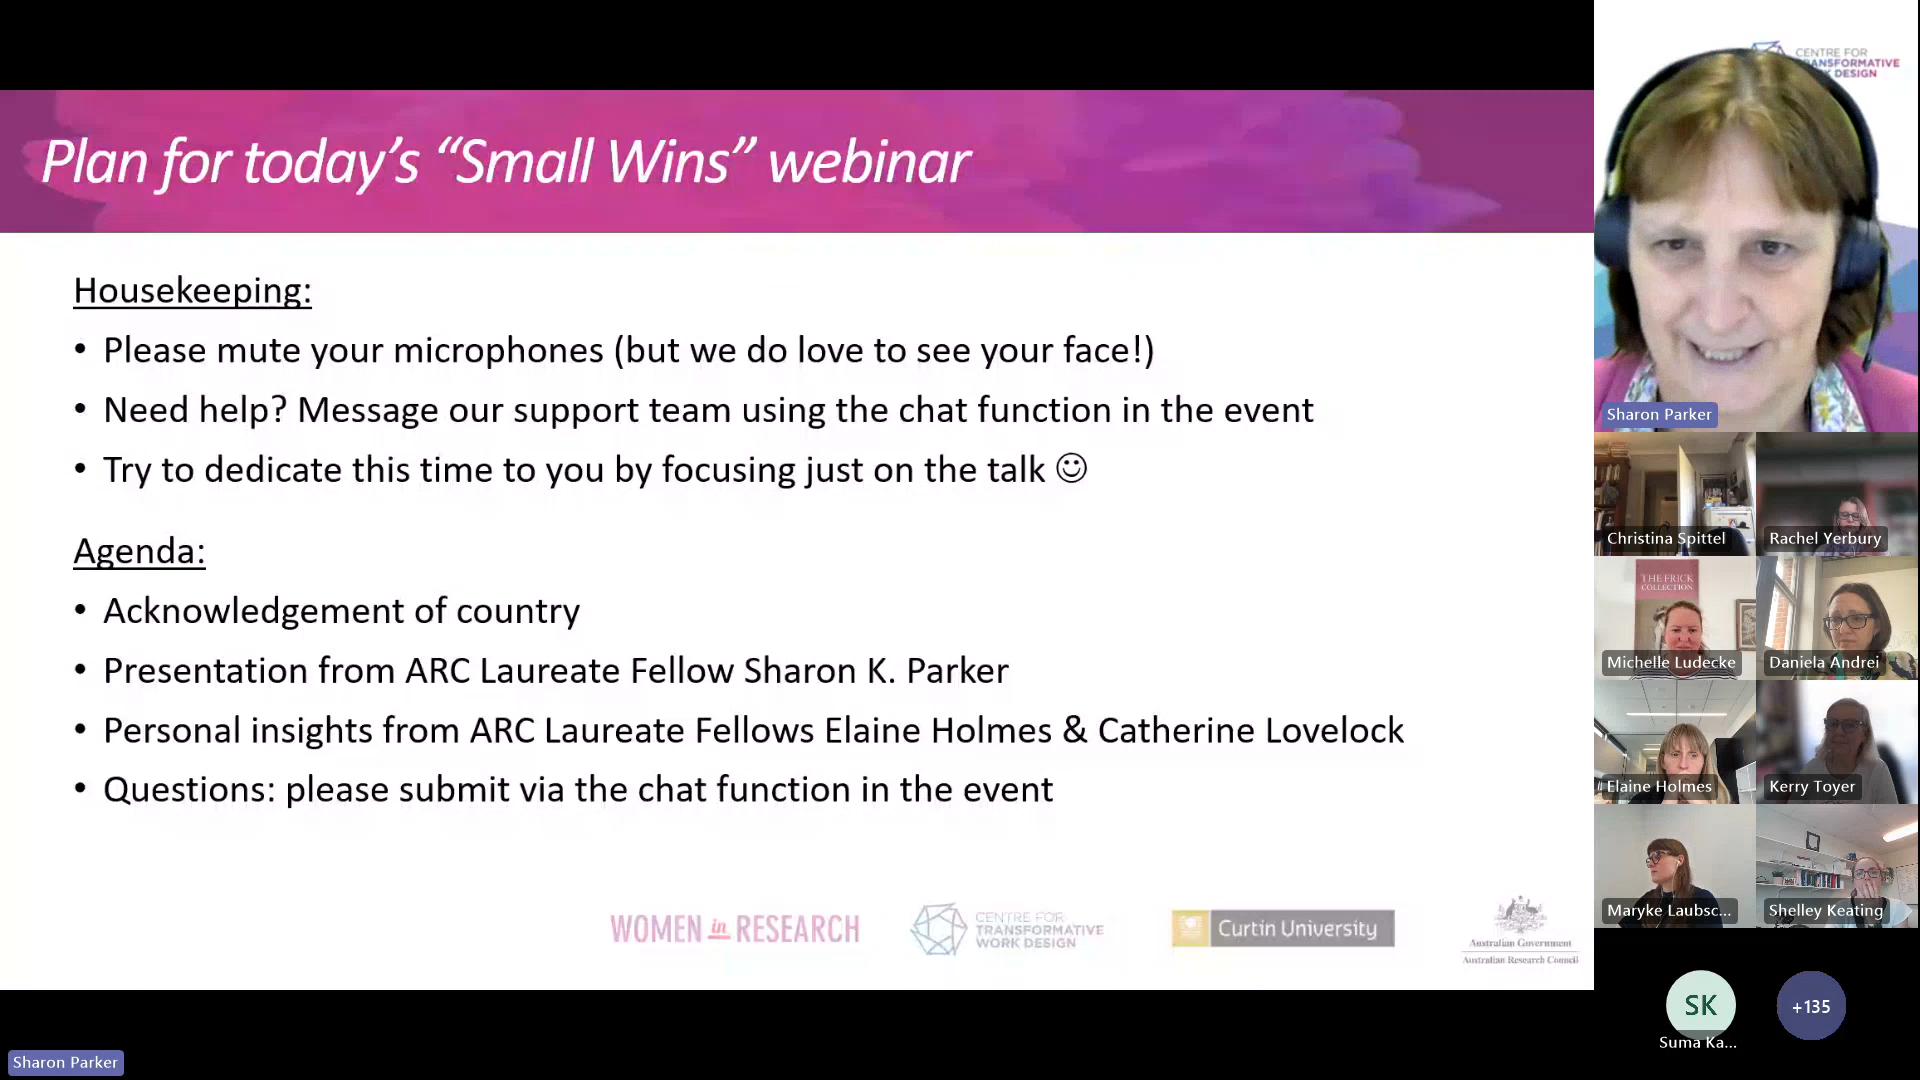 Plan for today's “Small Wins” webinar
Housekeeping:
• Please mute your microphones (but we do love to see your face!)
• Need help? Message our support team using the chat function in the event
• Try to dedicate this time to you by focusing just on the talk ☺
Agenda:
• Acknowledgement of country
• Presentation from ARC Laureate Fellow Sharon K. Parker
• Personal insights from ARC Laureate Fellows Elaine Holmes & Catherine Lovelock
• Questions: please submit via the chat function in the event
WOMEN in RESEARCH
CENTRE FOR
TRANSFORMATIVE
WORK DESIGN
Curtin University
Australian Government
Australian Research Council
Sharon Parker
CENTRE FOR
ANSFORMATIVE
K DESIGN
Sharon Parker
Christina Spittel
Rachel Yerbury
THE FRICK
COLLECTION
Michelle Ludecke
Daniela Andrei
Elaine Holmes
Kerry Toyer
Maryke Laubsc...
Shelley Keating
SK
Suma Ka...
+135